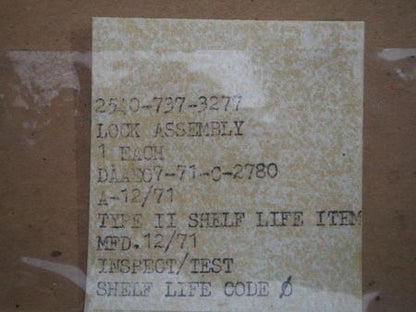 2540-737-3277
LOCK ASSEMBLY
1 EACH
DAAE07-71-C-2780
A-12/71
TYPE II SHELF LIFE ITEM
MFD.12/71
INSPECT/TEST
SHELF LIFE CODE Ø